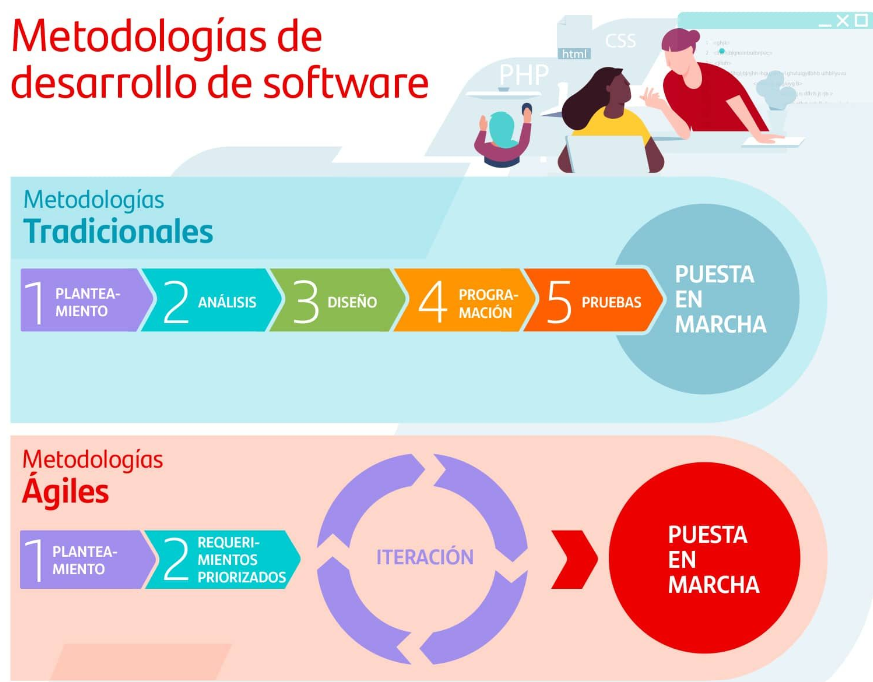 Metodologías de
desarrollo de software
PHP
html
CSS
Metodologías
Tradicionales
1 PLANTEA-
MIENTO
2 ANÁLISIS
3 DISEÑO
4 PROGRA-
MACIÓN
5 PRUEBAS
PUESTA
EN
MARCHA
Metodologías
Ágiles
1 PLANTEA-
MIENTO
2 REQUERI-
MIENTOS
PRIORIZADOS
ITERACIÓN
PUESTA
EN
MARCHA